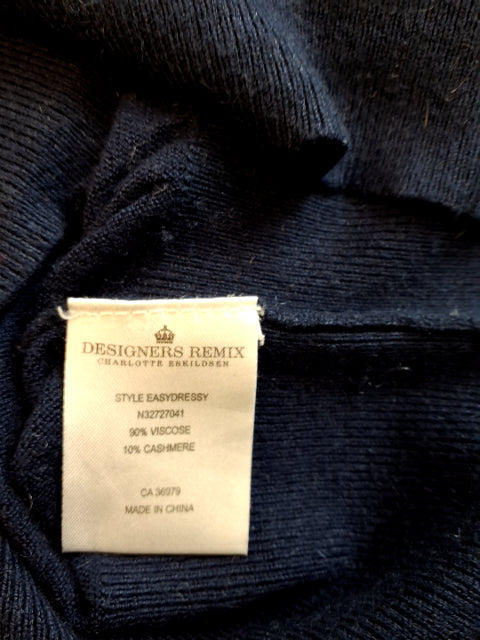 DESIGNERS REMIX
CHARLOTTE ESKILDSEN
STYLE EASYDRESSY
N32727041
90% VISCOSE
10% CASHMERE
CA 36979
MADE IN CHINA